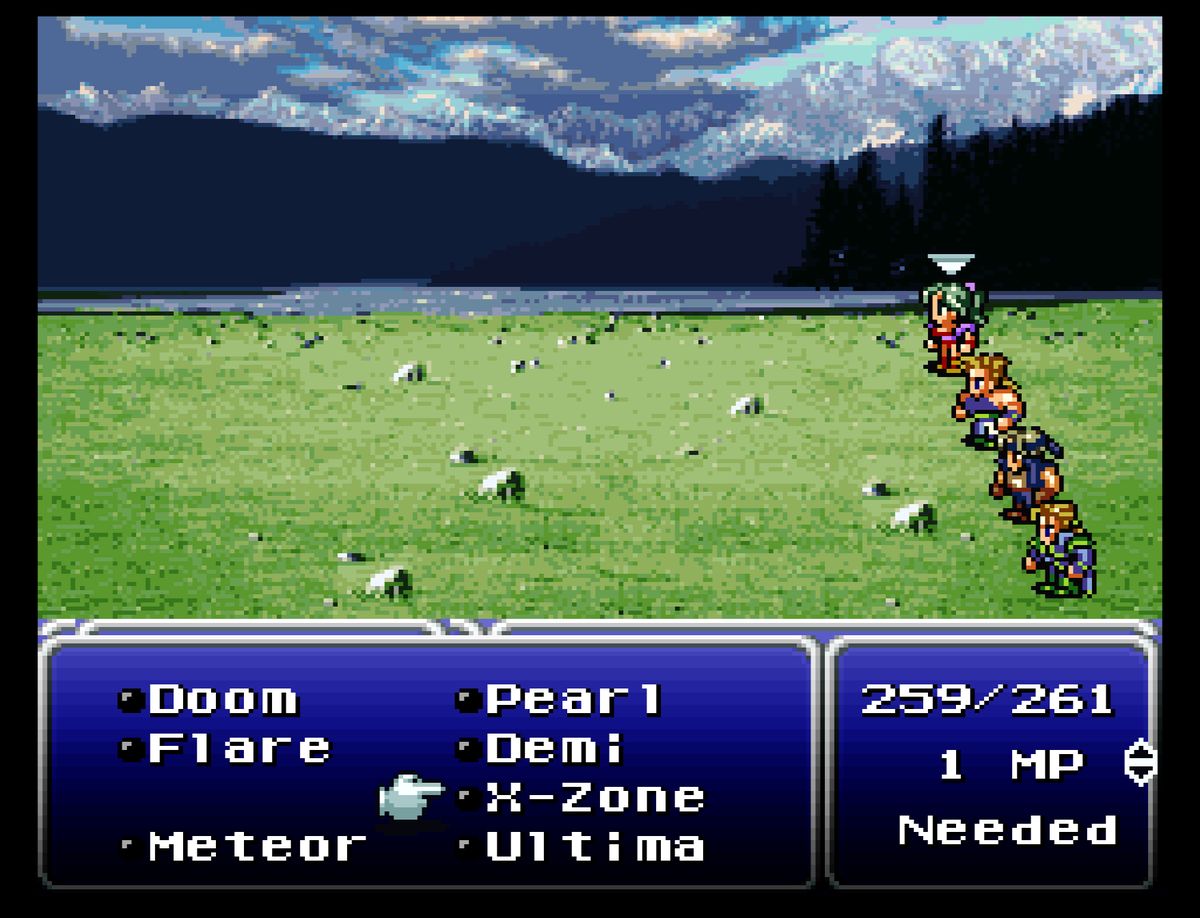 Doom Pearl
Flare Demi
X-Zone
Meteor Ultima
259/261
1 MP
Needed